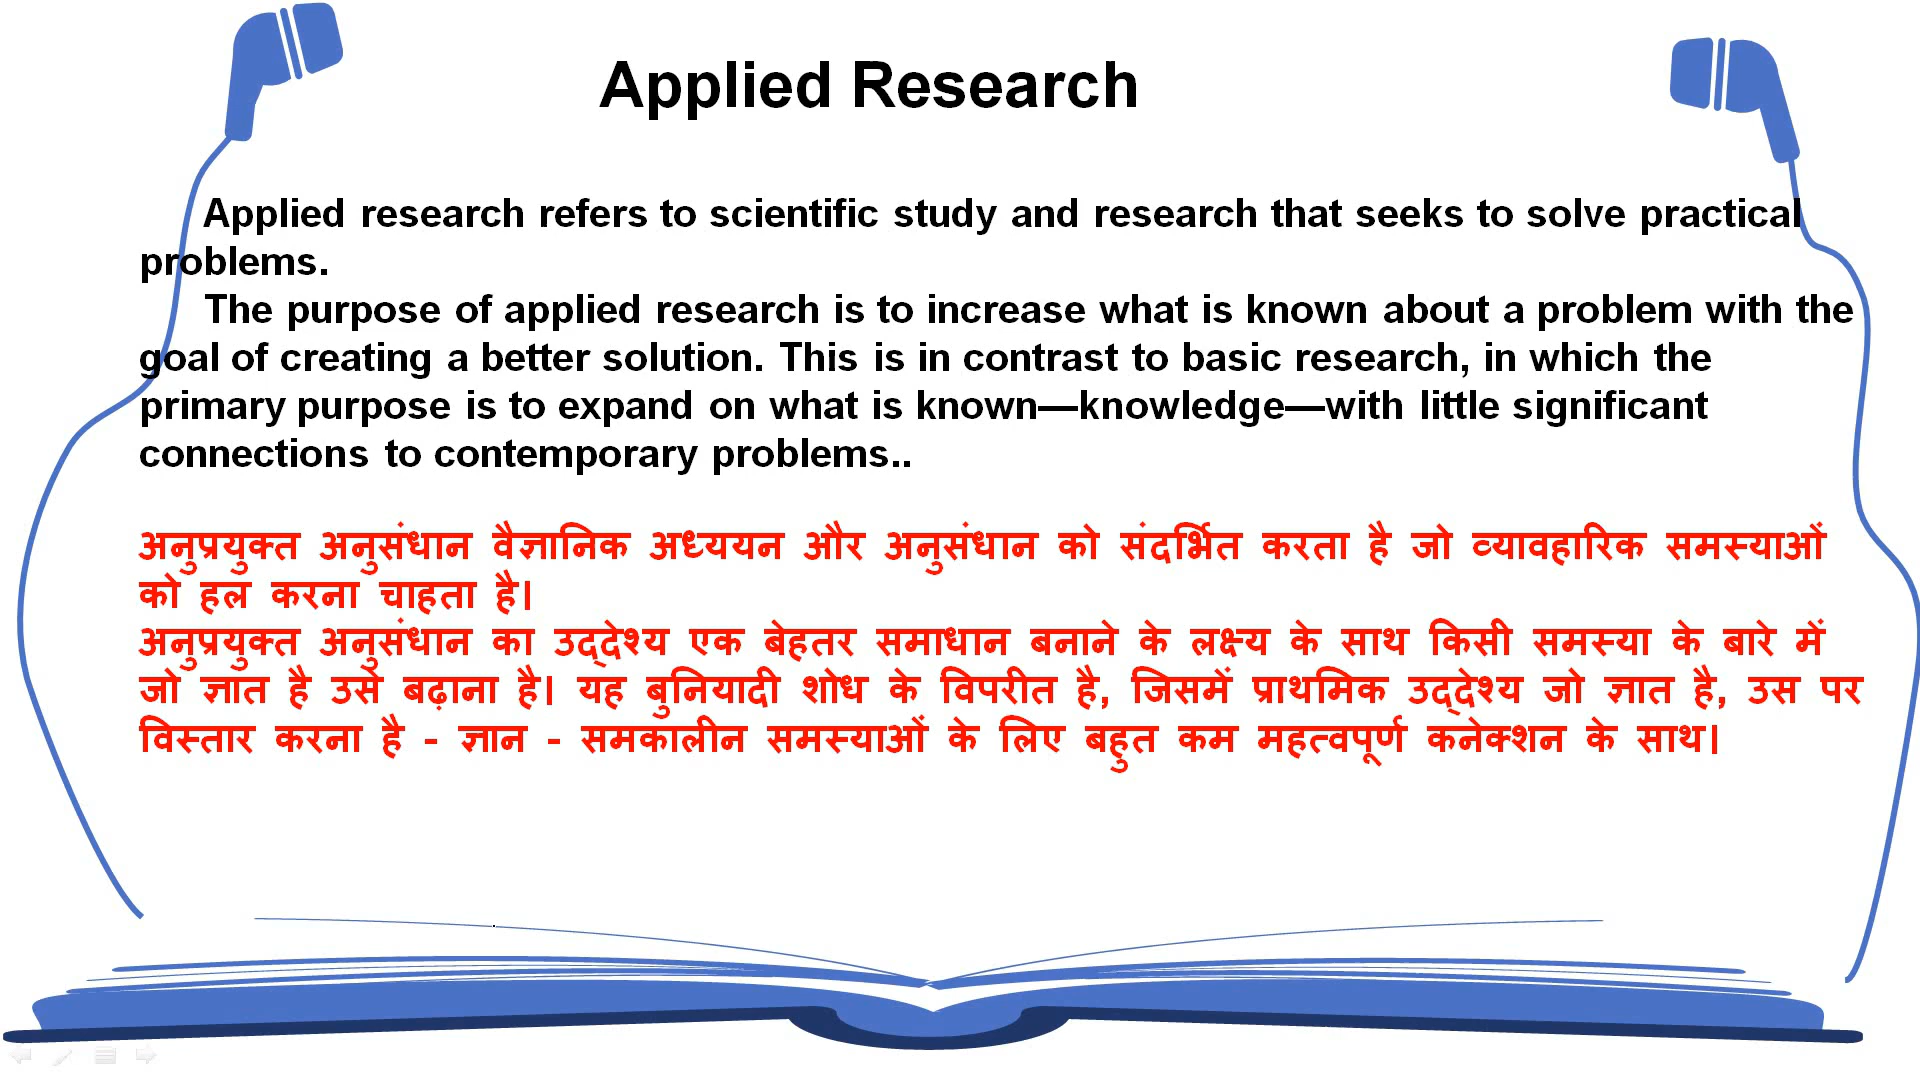 Applied Research
Applied research refers to scientific study and research that seeks to solve practical
problems.
The purpose of applied research is to increase what is known about a problem with the
goal of creating a better solution. This is in contrast to basic research, in which the
primary purpose is to expand on what is known—knowledge—with little significant
connections to contemporary problems..
अनुप्रयुक्त अनुसंधान वैज्ञानिक अध्ययन और अनुसंधान को संदर्भित करता है जो व्यावहारिक समस्याओं
को हल करना चाहता है।
अनुप्रयुक्त अनुसंधान का उद्देश्य एक बेहतर समाधान बनाने के लक्ष्य के साथ किसी समस्या के बारे में
जो ज्ञात है उसे बढ़ाना है। यह बुनियादी शोध के विपरीत है, जिसमें प्राथमिक उद्देश्य जो ज्ञात है, उस पर
विस्तार करना है - ज्ञान - समकालीन समस्याओं के लिए बहुत कम महत्वपूर्ण कनेक्शन के साथ।